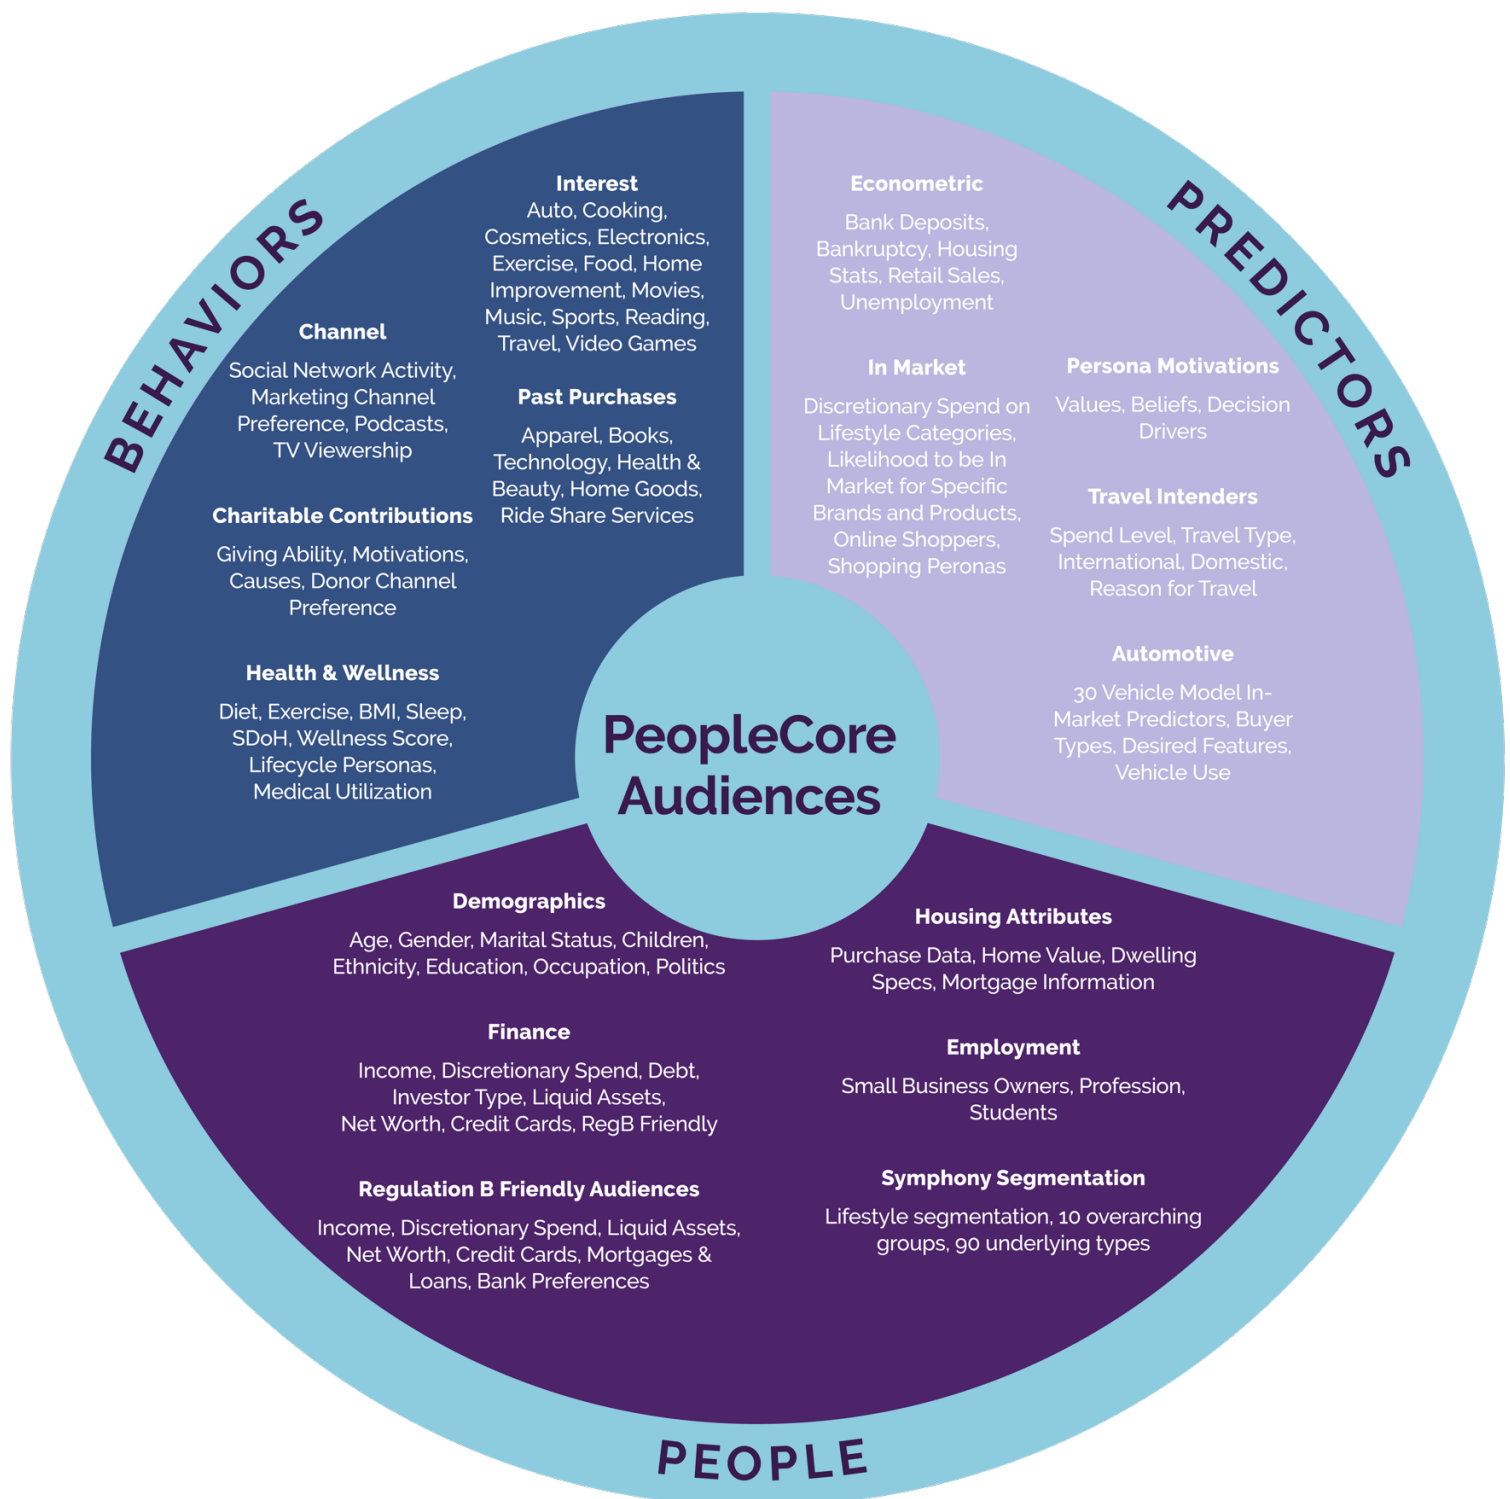 BEHAVIORS
Interest
Auto, Cooking,
Cosmetics, Electronics,
Exercise, Food, Home
Improvement, Movies,
Music, Sports, Reading,
Travel, Video Games
Channel
Social Network Activity,
Marketing Channel
Preference, Podcasts,
TV Viewership
Past Purchases
Apparel, Books,
Technology, Health &
Beauty, Home Goods,
Ride Share Services
Charitable Contributions
Giving Ability, Motivations,
Causes, Donor Channel
Preference
Health & Wellness
Diet, Exercise, BMI, Sleep,
SDoH, Wellness Score,
Lifecycle Personas,
Medical Utilization
PREDICTORS
Econometric
Bank Deposits,
Bankruptcy, Housing
Stats, Retail Sales,
Unemployment
In Market
Discretionary Spend on
Lifestyle Categories,
Likelihood to be In
Market for Specific
Brands and Products,
Online Shoppers,
Shopping Peronas
Persona Motivations
Values, Beliefs, Decision
Drivers
Travel Intenders
Spend Level, Travel Type,
International, Domestic,
Reason for Travel
Automotive
30 Vehicle Model In-
Market Predictors, Buyer
Types, Desired Features,
Vehicle Use
PeopleCore
Audiences
Demographics
Age, Gender, Marital Status, Children,
Ethnicity, Education, Occupation, Politics
Finance
Income, Discretionary Spend, Debt,
Investor Type, Liquid Assets,
Net Worth, Credit Cards, RegB Friendly
Regulation B Friendly Audiences
Income, Discretionary Spend, Liquid Assets,
Net Worth, Credit Cards, Mortgages &
Loans, Bank Preferences
Housing Attributes
Purchase Data, Home Value, Dwelling
Specs, Mortgage Information
Employment
Small Business Owners, Profession,
Students
Symphony Segmentation
Lifestyle segmentation, 10 overarching
groups, 90 underlying types
PEOPLE